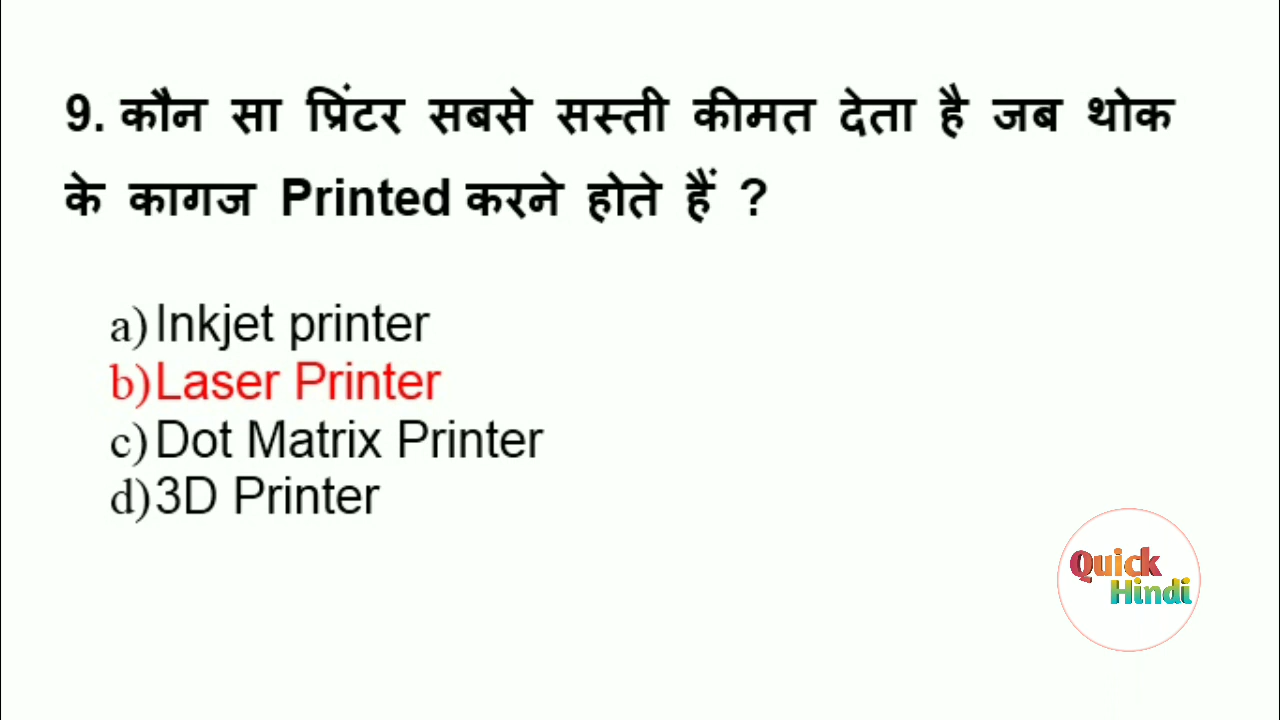 9. कौन सा प्रिंटर सबसे सस्ती कीमत देता है जब थोक
के कागज Printed करने होते हैं ?
a) Inkjet printer
b) Laser Printer
c) Dot Matrix Printer
d) 3D Printer
Quick
Hindi